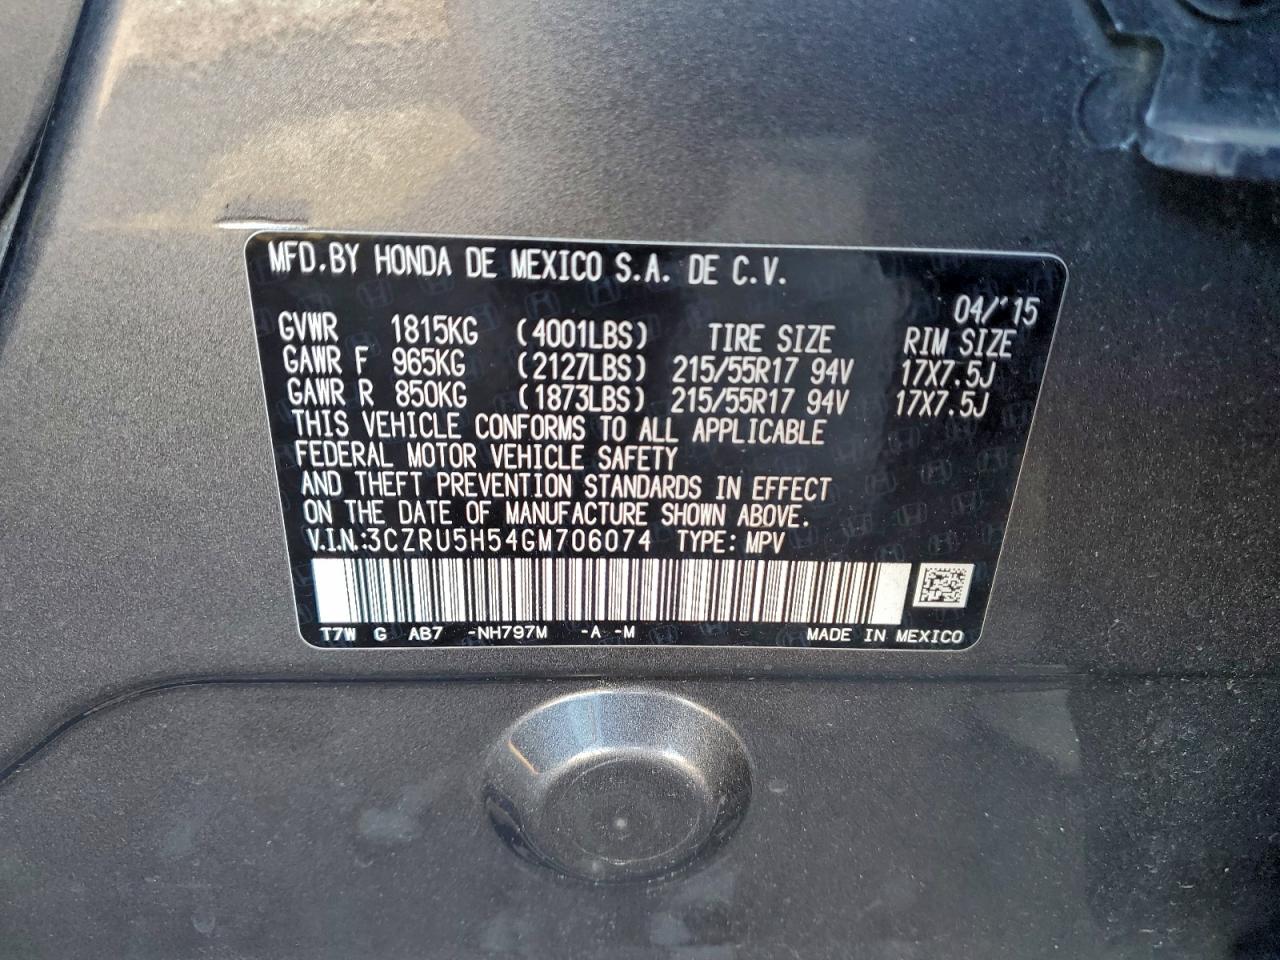 MFD.BY HONDA DE MEXICO S.A. DE C.V.
04/'15
GVWR 1815KG (4001LBS) TIRE SIZE RIM SIZE
GAWR F 965KG (2127LBS) 215/55R17 94V 17X7.5J
GAWR R 850KG (1873LBS) 215/55R17 94V 17X7.5J
THIS VEHICLE CONFORMS TO ALL APPLICABLE
FEDERAL MOTOR VEHICLE SAFETY
AND THEFT PREVENTION STANDARDS IN EFFECT
ON THE DATE OF MANUFACTURE SHOWN ABOVE.
V.I.N.:3CZRU5H54GM706074 TYPE: MPV
T7W G AB7 -NH797M -A -M MADE IN MEXICO